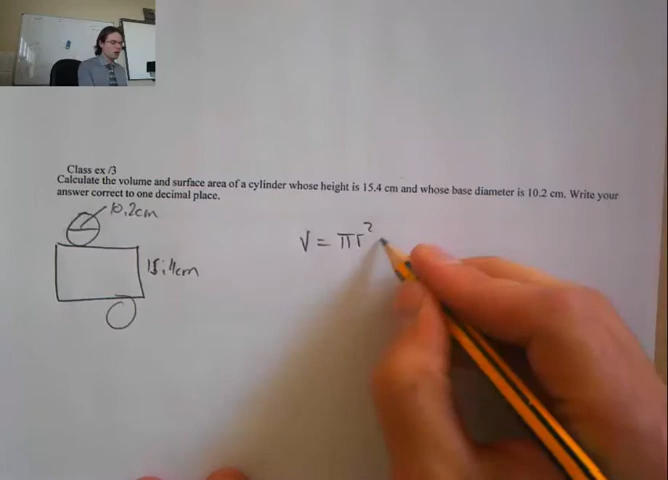 Class ex /3
Calculate the volume and surface area of a cylinder whose height is 15.4 cm and whose base diameter is 10.2 cm. Write your
answer correct to one decimal place.
10.2cm
15.4cm
V = πr²